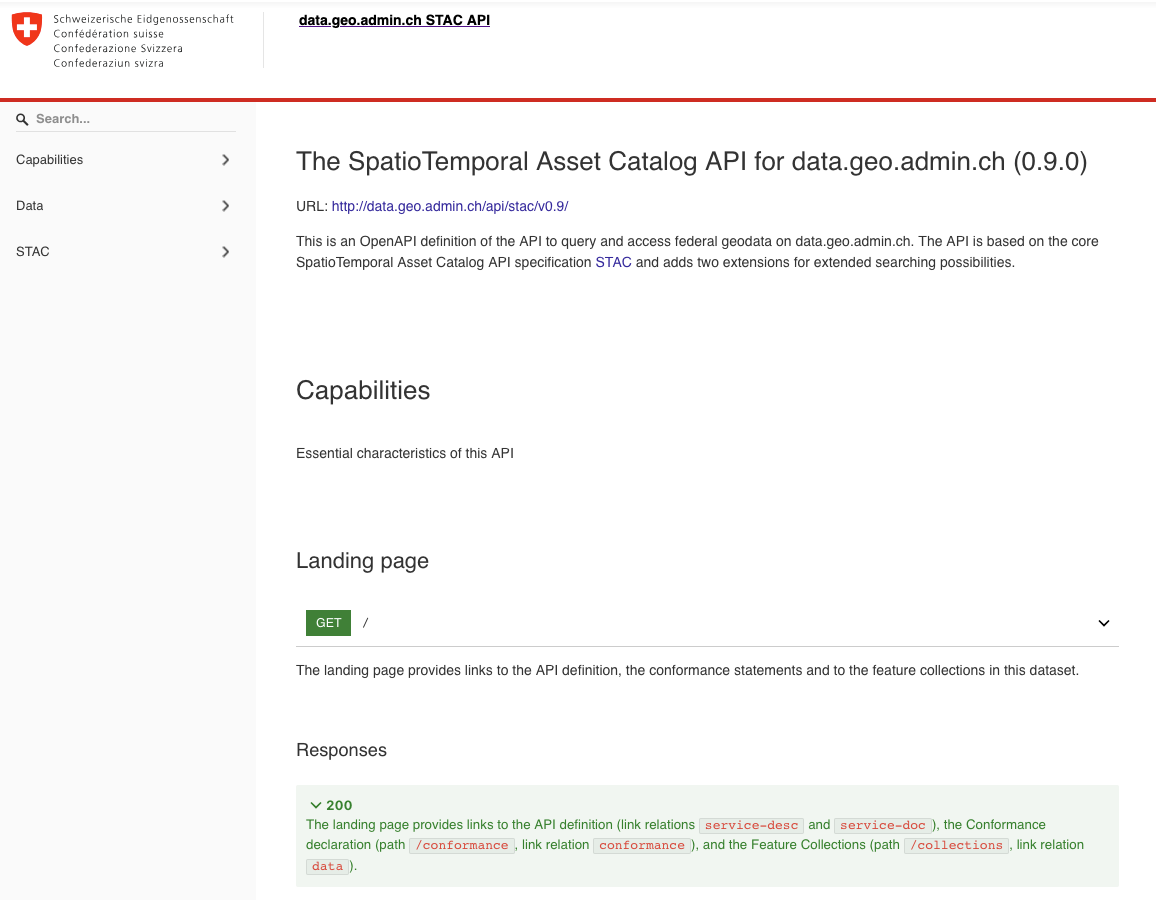 Schweizerische Eidgenossenschaft
Confédération suisse
Confederazione Svizzera
Confederaziun svizra
data.geo.admin.ch STAC API
Search...
Capabilities
Data
STAC
The SpatioTemporal Asset Catalog API for data.geo.admin.ch (0.9.0)
URL: http://data.geo.admin.ch/api/stac/v0.9/
This is an OpenAPI definition of the API to query and access federal geodata on data.geo.admin.ch. The API is based on the core
SpatioTemporal Asset Catalog API specification STAC and adds two extensions for extended searching possibilities.
Capabilities
Essential characteristics of this API
Landing page
GET /
The landing page provides links to the API definition, the conformance statements and to the feature collections in this dataset.
Responses
200
The landing page provides links to the API definition (link relations service-desc and service-doc), the Conformance
declaration (path /conformance, link relation conformance), and the Feature Collections (path /collections, link relation
data).